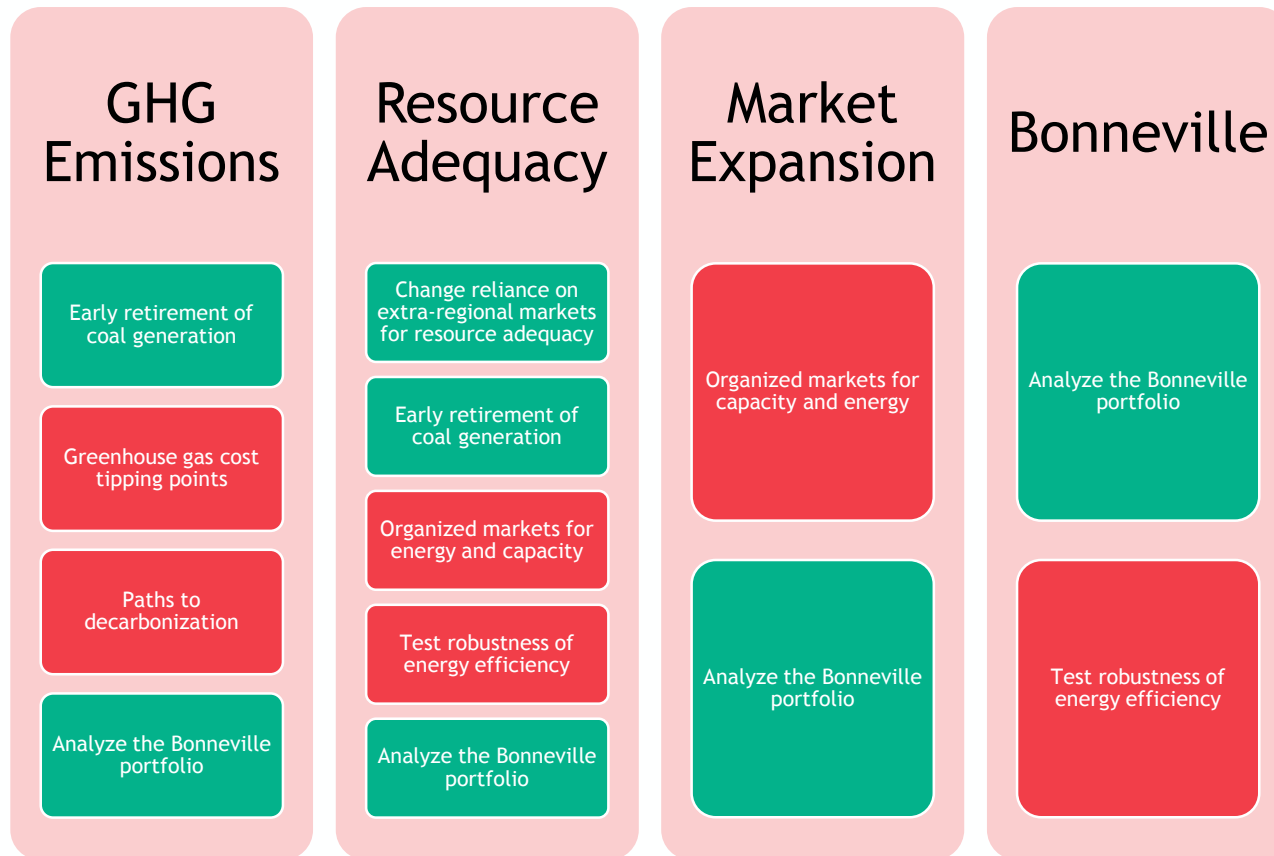 GHG
Emissions
Early retirement of
coal generation
Greenhouse gas cost
tipping points
Paths to
decarbonization
Analyze the Bonneville
portfolio
Resource
Adequacy
Change reliance on
extra-regional markets
for resource adequacy
Early retirement of
coal generation
Organized markets for
energy and capacity
Test robustness of
energy efficiency
Analyze the Bonneville
portfolio
Market
Expansion
Organized markets for
capacity and energy
Analyze the Bonneville
portfolio
Bonneville
Analyze the Bonneville
portfolio
Test robustness of
energy efficiency